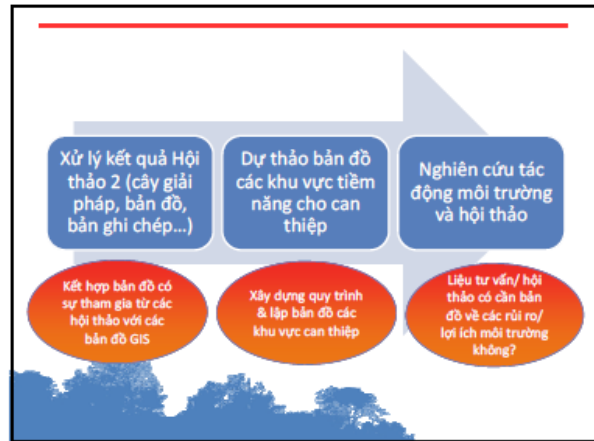 Xử lý kết quả Hội
thảo 2 (cây giải
pháp, bản đồ,
bản ghi chép...)
Dự thảo bản đồ
các khu vực tiềm
năng cho can
thiệp
Nghiên cứu tác
động môi trường
và hội thảo
Kết hợp bản đồ có
sự tham gia từ các
hội thảo với các
bản đồ GIS
Xây dựng quy trình
& lập bản đồ các
khu vực can thiệp
Liệu tư vấn/ hội
thảo có cần bản
đồ về các rủi ro/
lợi ích môi trường
không?